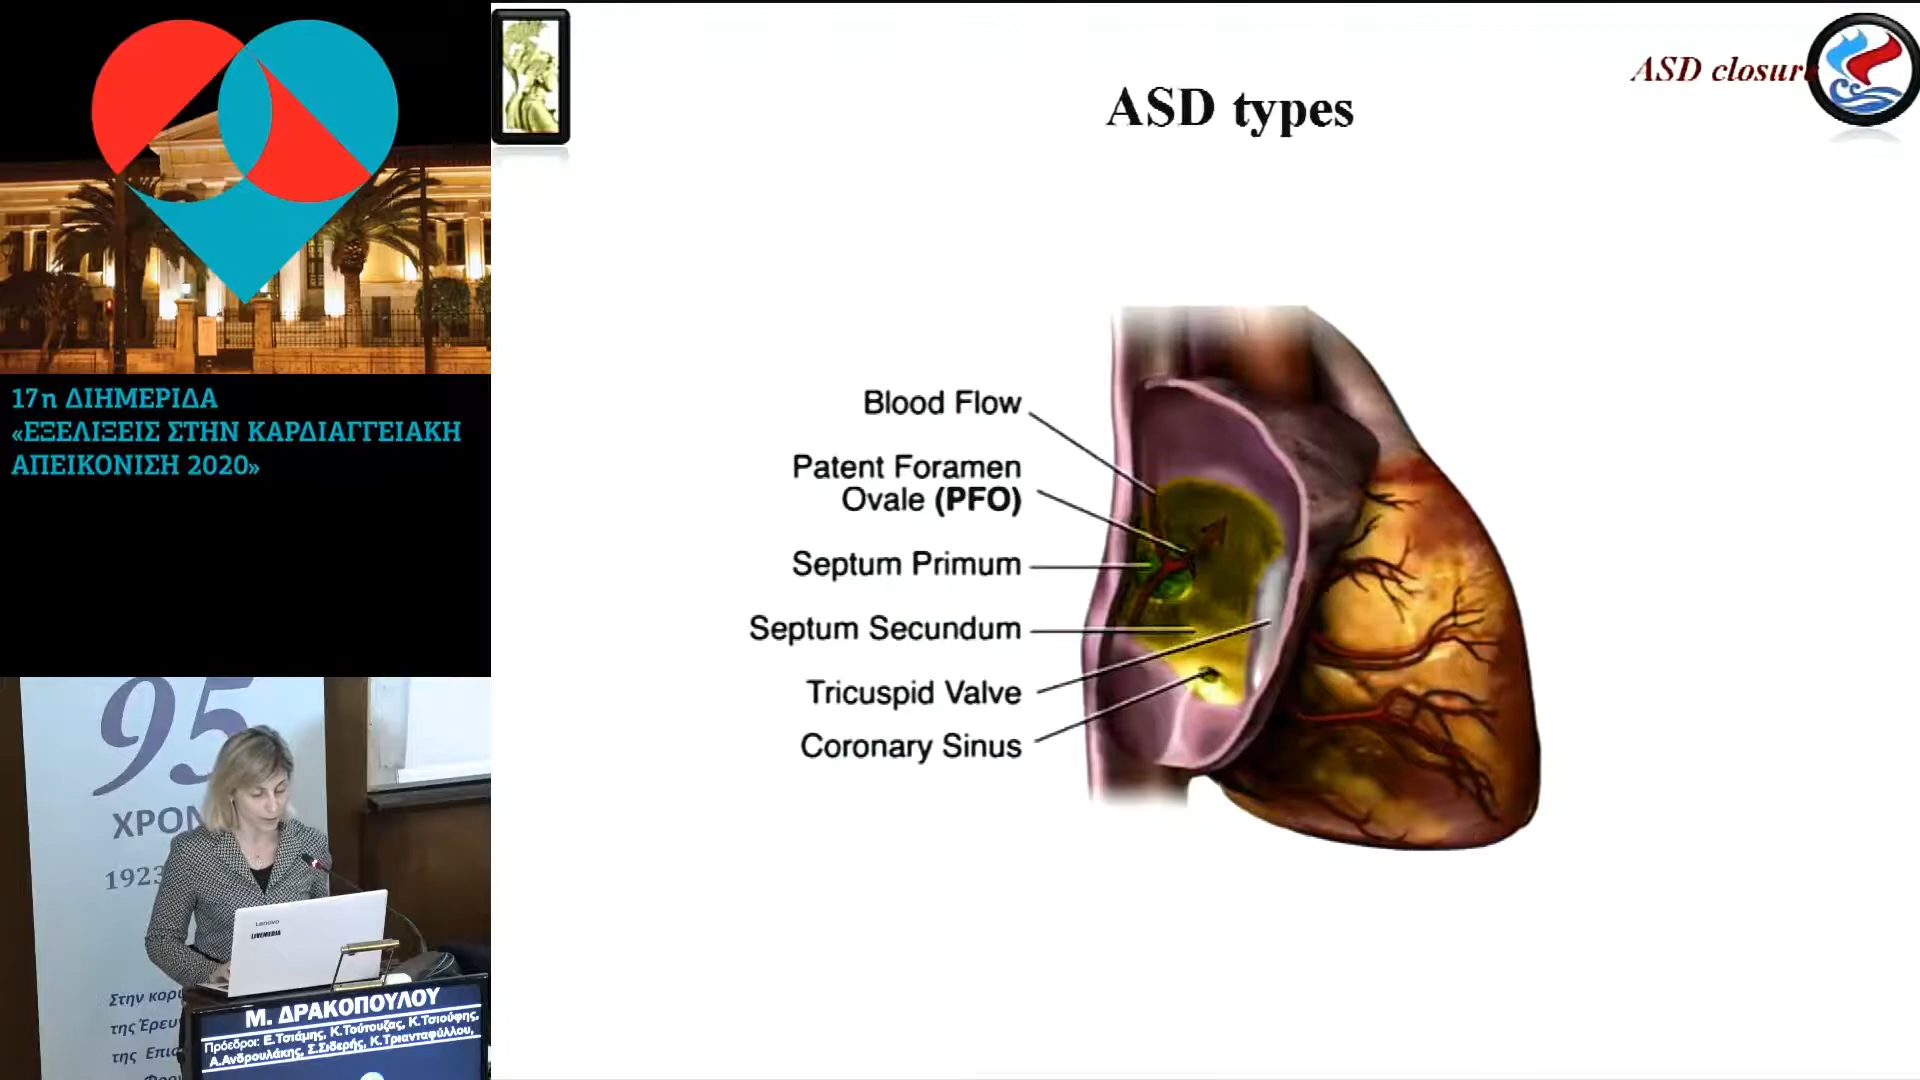 17η ΔΙΗΜΕΡΙΔΑ
«ΕΞΕΛΙΞΕΙΣ ΣΤΗΝ ΚΑΡΔΙΑΓΓΕΙΑΚΗ
ΑΠΕΙΚΟΝΙΣΗ 2020»
ASD closure
ASD types
Blood Flow
Patent Foramen
Ovale (PFO)
Septum Primum
Septum Secundum
Tricuspid Valve
Coronary Sinus
95
ΧΡΟΝ
1923
Lenovo
LIVEMEDIA
Στην κορυ
της Έρευ
της Επισ
Μ. ΔΡΑΚΟΠΟΥΛΟΥ
Πρόεδροι: Ε.Τσιάμης, Κ.Τούτουζας, Κ.Τσιούφης,
Α.Ανδρουλάκης, Σ.Σιδερής, Κ.Τριανταφύλλου,